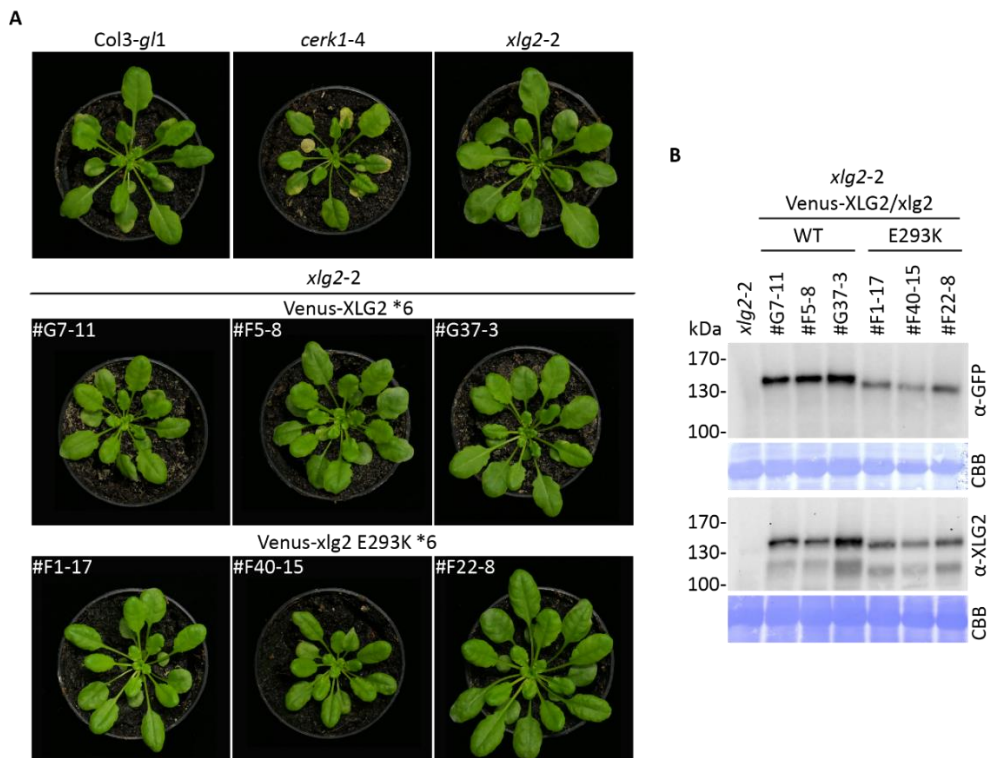 A
Col3-gl1 cerk1-4 xlg2-2
xlg2-2
Venus-XLG2 *6
#G7-11 #F5-8 #G37-3
Venus-xlg2 E293K *6
#F1-17 #F40-15 #F22-8
B
xlg2-2
Venus-XLG2/xlg2
WT E293K
kDa xlg2-2 #G7-11 #F5-8 #G37-3 #F1-17 #F40-15 #F22-8
170-
130-
100-
α-GFP
CBB
170-
130-
100-
α-XLG2
CBB